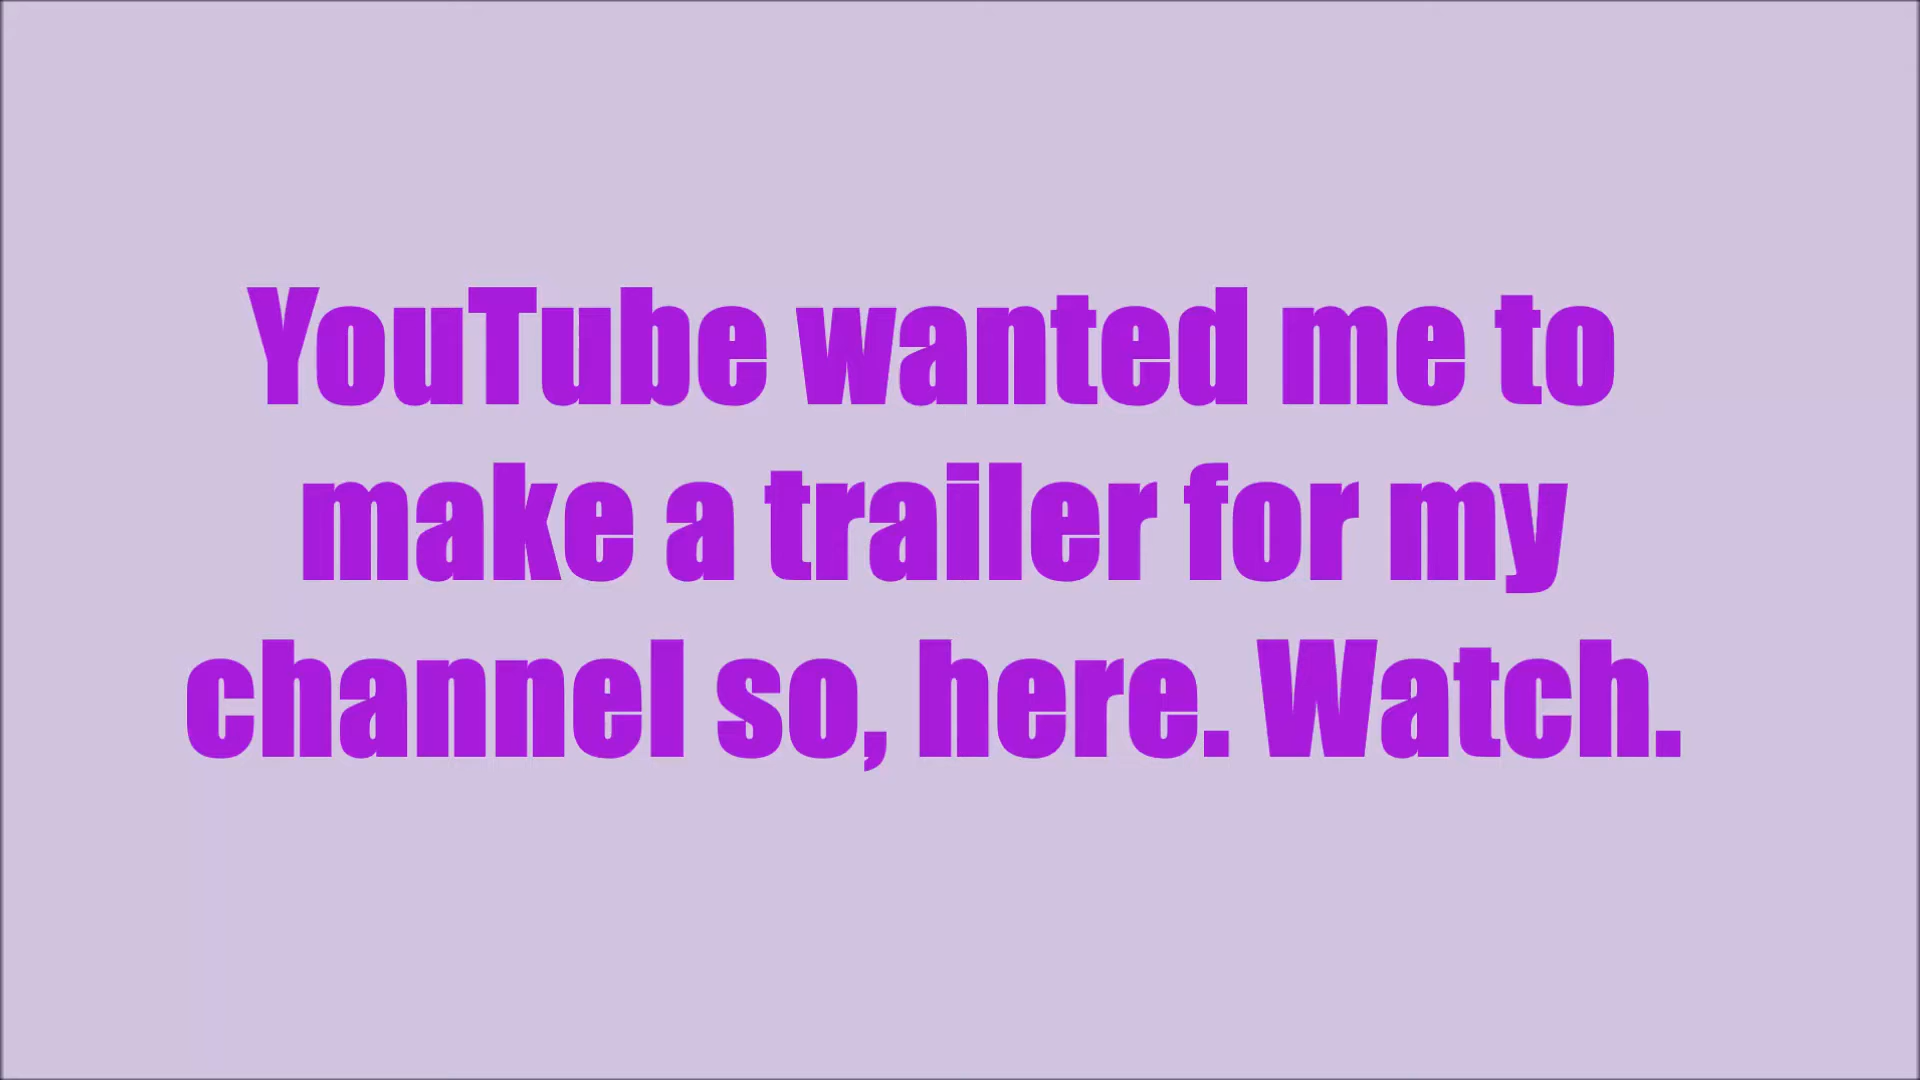 YouTube wanted me to
make a trailer for my
channel so, here. Watch.